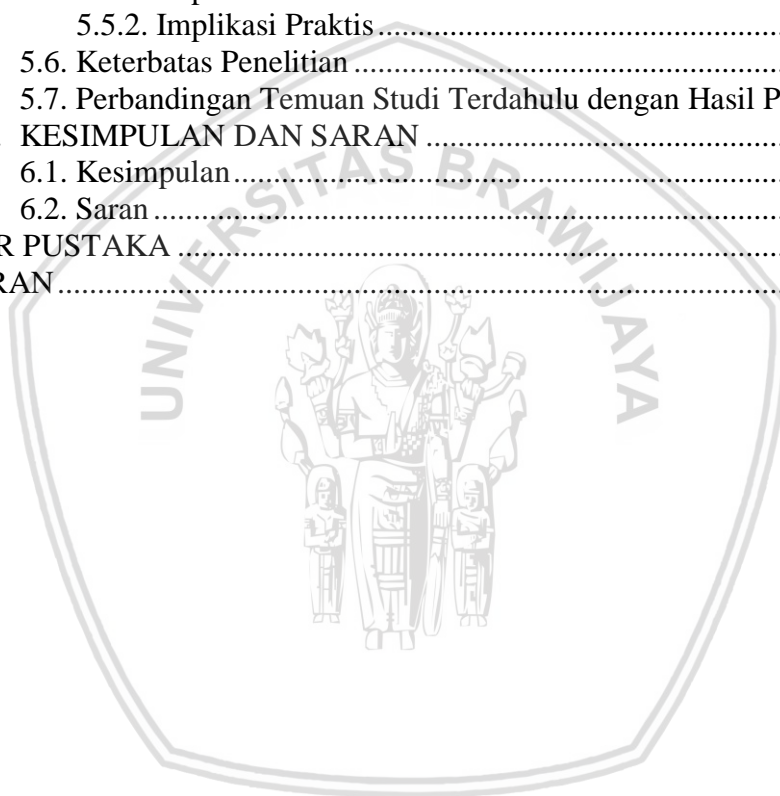 5.5.2. Implikasi Praktis
5.6. Keterbatas Penelitian
5.7. Perbandingan Temuan Studi Terdahulu dengan Hasil P
KESIMPULAN DAN SARAN
6.1. Kesimpulan
6.2. Saran
R PUSTAKA
RAN
UNIVERSITAS BRAWIJAYA